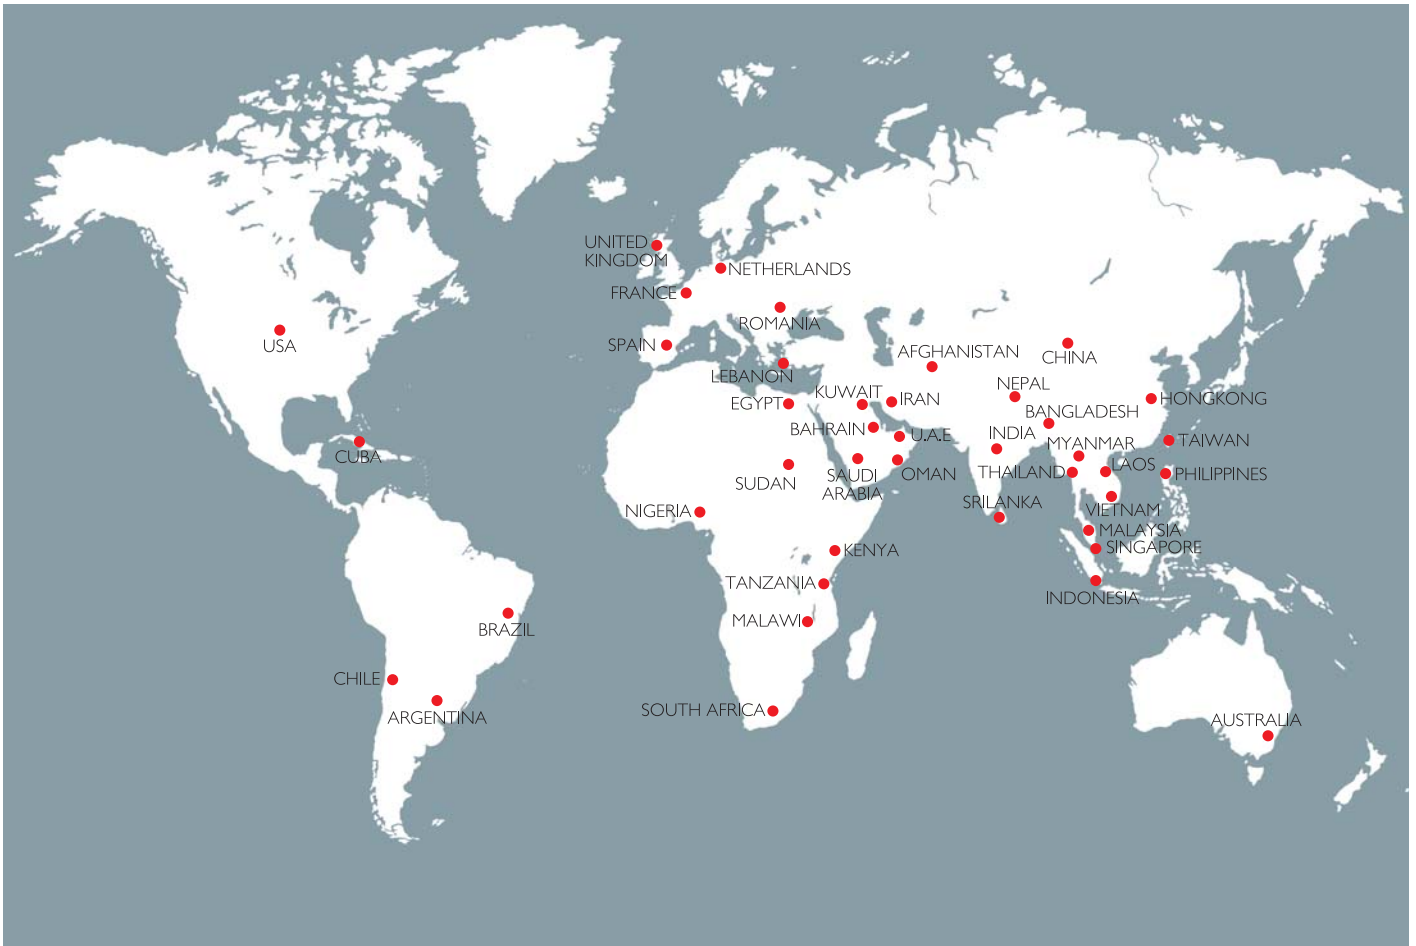 UNITED
KINGDOM
NETHERLANDS
FRANCE
ROMANIA
USA
SPAIN
LEBANON
AFGHANISTAN
CHINA
NEPAL
KUWAIT
IRAN
HONGKONG
EGYPT
BANGLADESH
BAHRAIN
U.A.E
INDIA
MYANMAR
TAIWAN
CUBA
SUDAN
SAUDI
ARABIA
OMAN
THAILAND
LAOS
PHILIPPINES
NIGERIA
SRILANKA
VIETNAM
MALAYSIA
SINGAPORE
KENYA
TANZANIA
INDONESIA
BRAZIL
MALAWI
CHILE
ARGENTINA
SOUTH AFRICA
AUSTRALIA